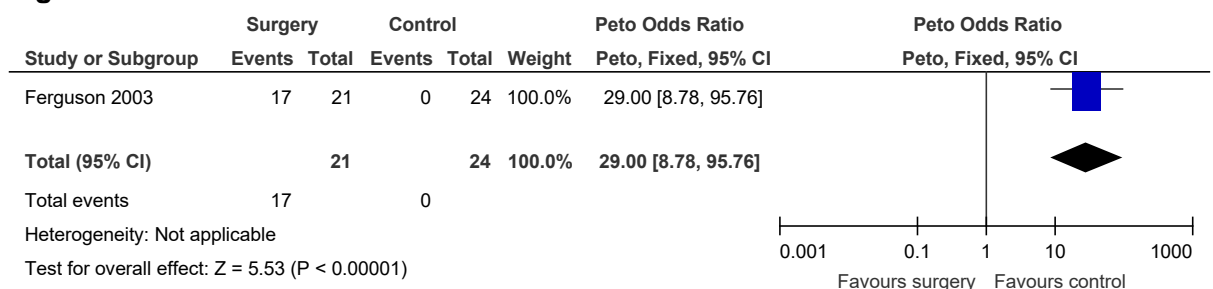 Surgery Control Peto Odds Ratio Peto Odds Ratio
Study or Subgroup Events Total Events Total Weight Peto, Fixed, 95% CI Peto, Fixed, 95% CI
Ferguson 2003 17 21 0 24 100.0% 29.00 [8.78, 95.76]
Total (95% CI) 21 24 100.0% 29.00 [8.78, 95.76]
Total events 17 0
Heterogeneity: Not applicable
Test for overall effect: Z = 5.53 (P < 0.00001)
0.001 0.1 1 10 1000
Favours surgery Favours control